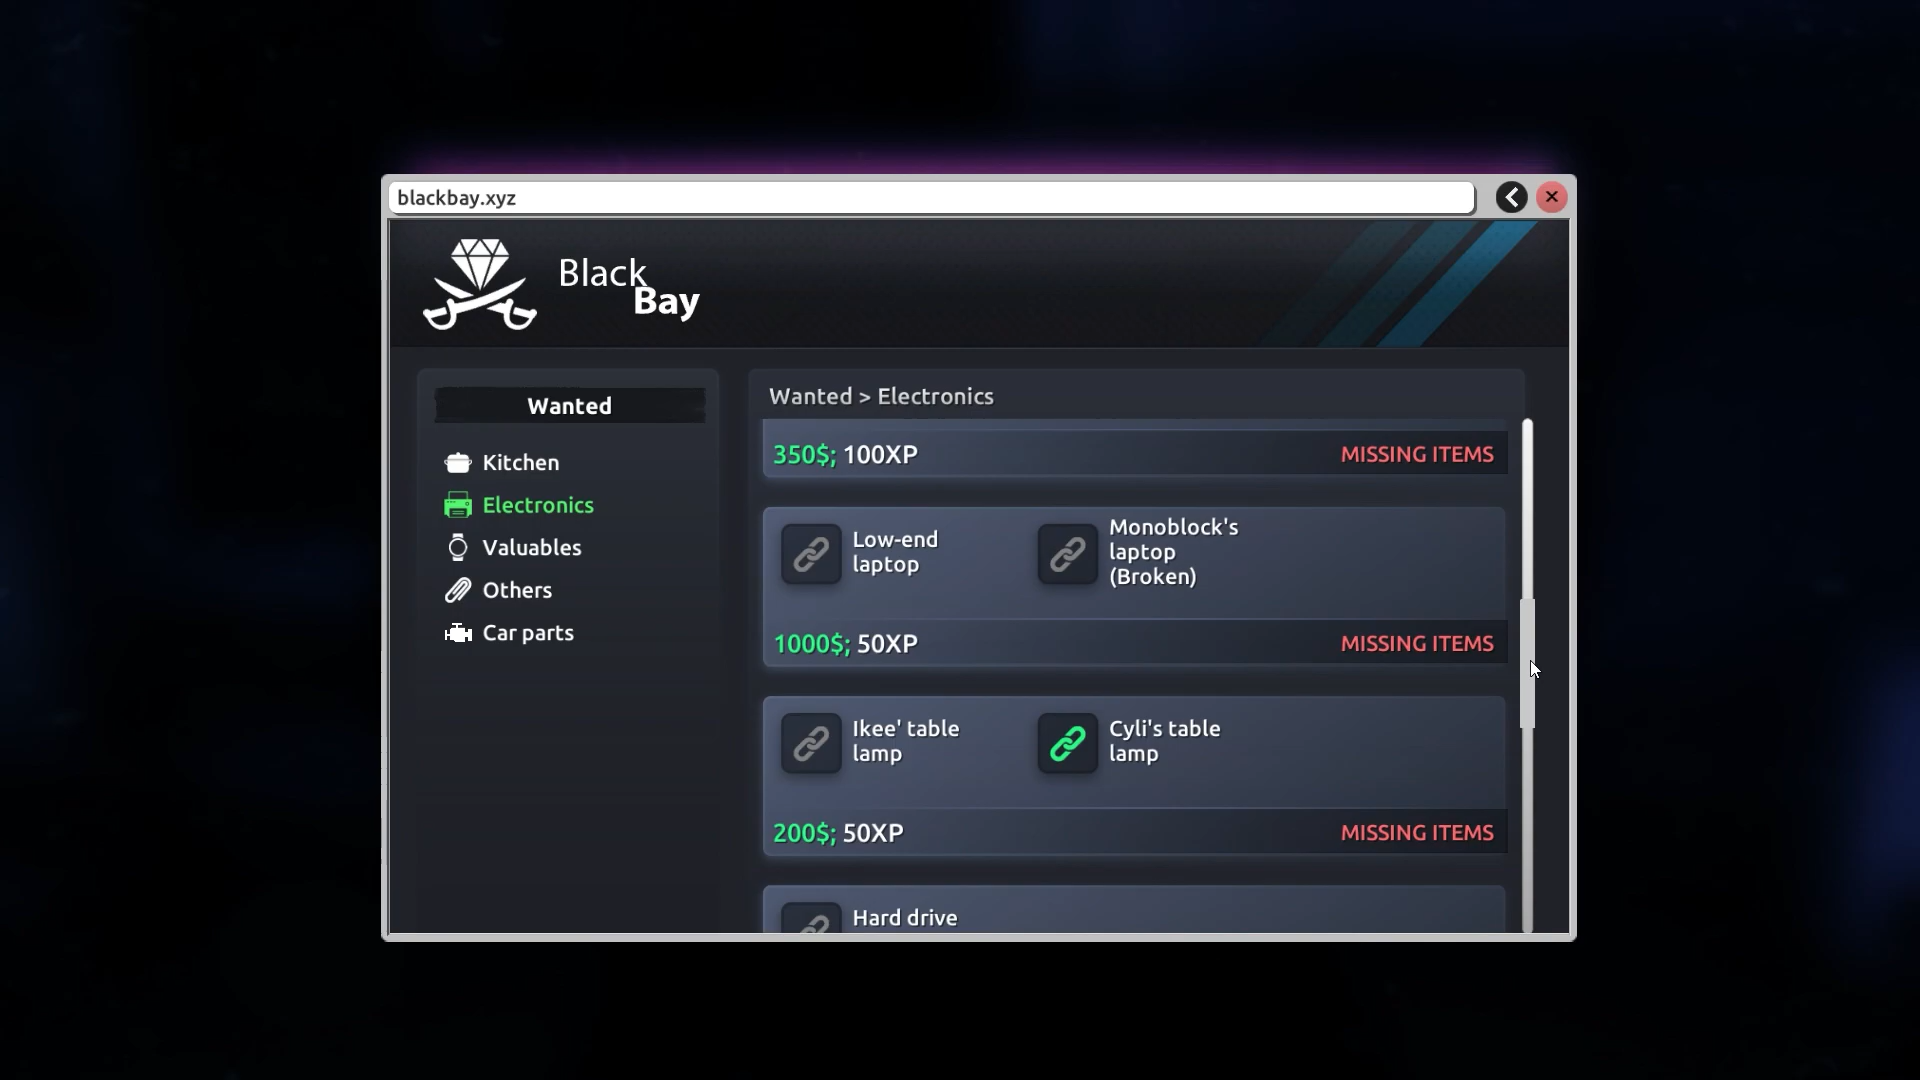 blackbay.xyz
Black
Bay
Wanted
Kitchen
Electronics
Valuables
Others
Car parts
Wanted > Electronics
350$; 100XP
MISSING ITEMS
Low-end
laptop
Monoblock's
laptop
(Broken)
1000$; 50XP
MISSING ITEMS
Ikee' table
lamp
Cyli's table
lamp
200$; 50XP
MISSING ITEMS
Hard drive